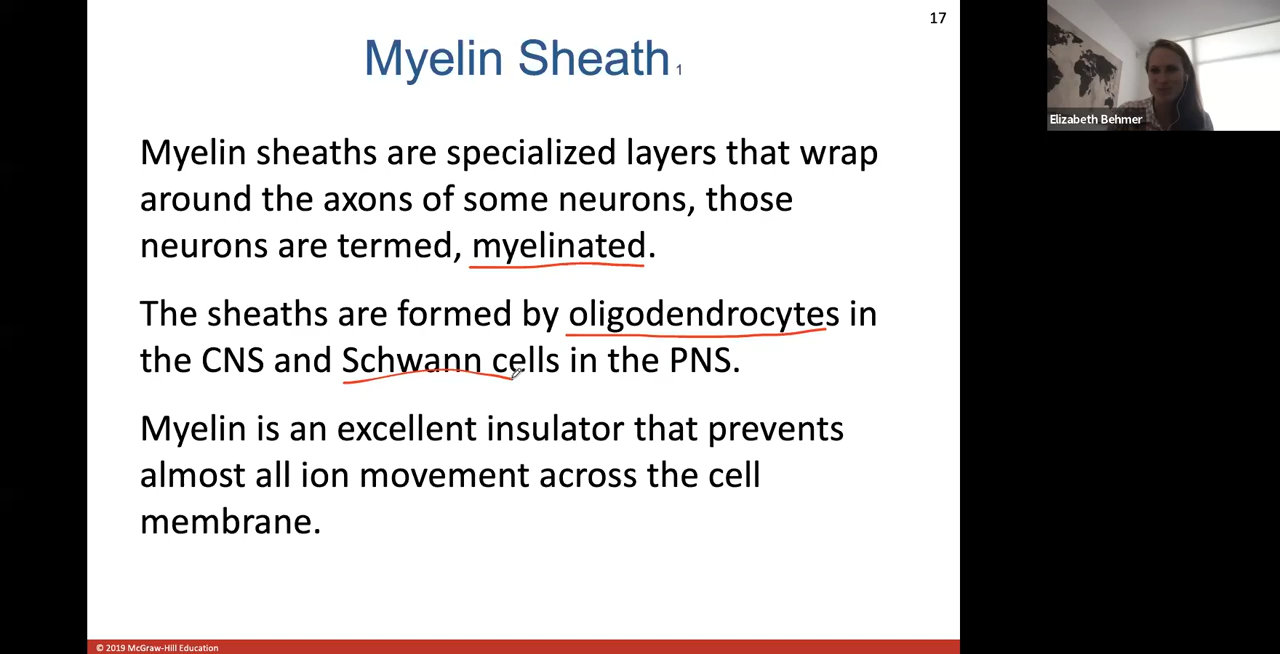 17
Myelin Sheath 1
Elizabeth Behmer
Myelin sheaths are specialized layers that wrap
around the axons of some neurons, those
neurons are termed, myelinated.
The sheaths are formed by oligodendrocytes in
the CNS and Schwann cells in the PNS.
Myelin is an excellent insulator that prevents
almost all ion movement across the cell
membrane.
© 2019 McGraw-Hill Education